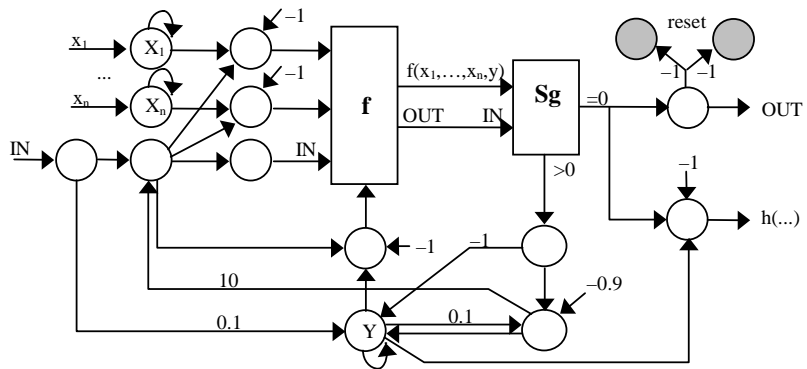 reset
−1
x1
X1
−1 −1
...
−1
f(x1,…,xn,y)
xn
Xn
f
Sg
=0
OUT
IN
OUT
IN
IN
>0
−1
−1
−1
h(...)
10
−0.9
0.1
Y
0.1